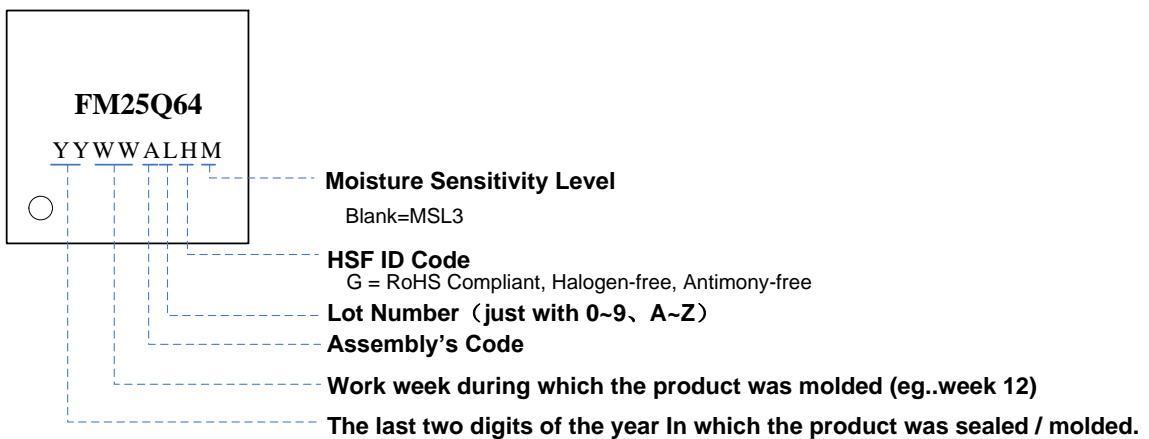 FM25Q64
YYWWALHM
Moisture Sensitivity Level
Blank=MSL3
HSF ID Code
G = RoHS Compliant, Halogen-free, Antimony-free
Lot Number（just with 0~9、A~Z）
Assembly's Code
Work week during which the product was molded (eg..week 12)
The last two digits of the year In which the product was sealed / molded.